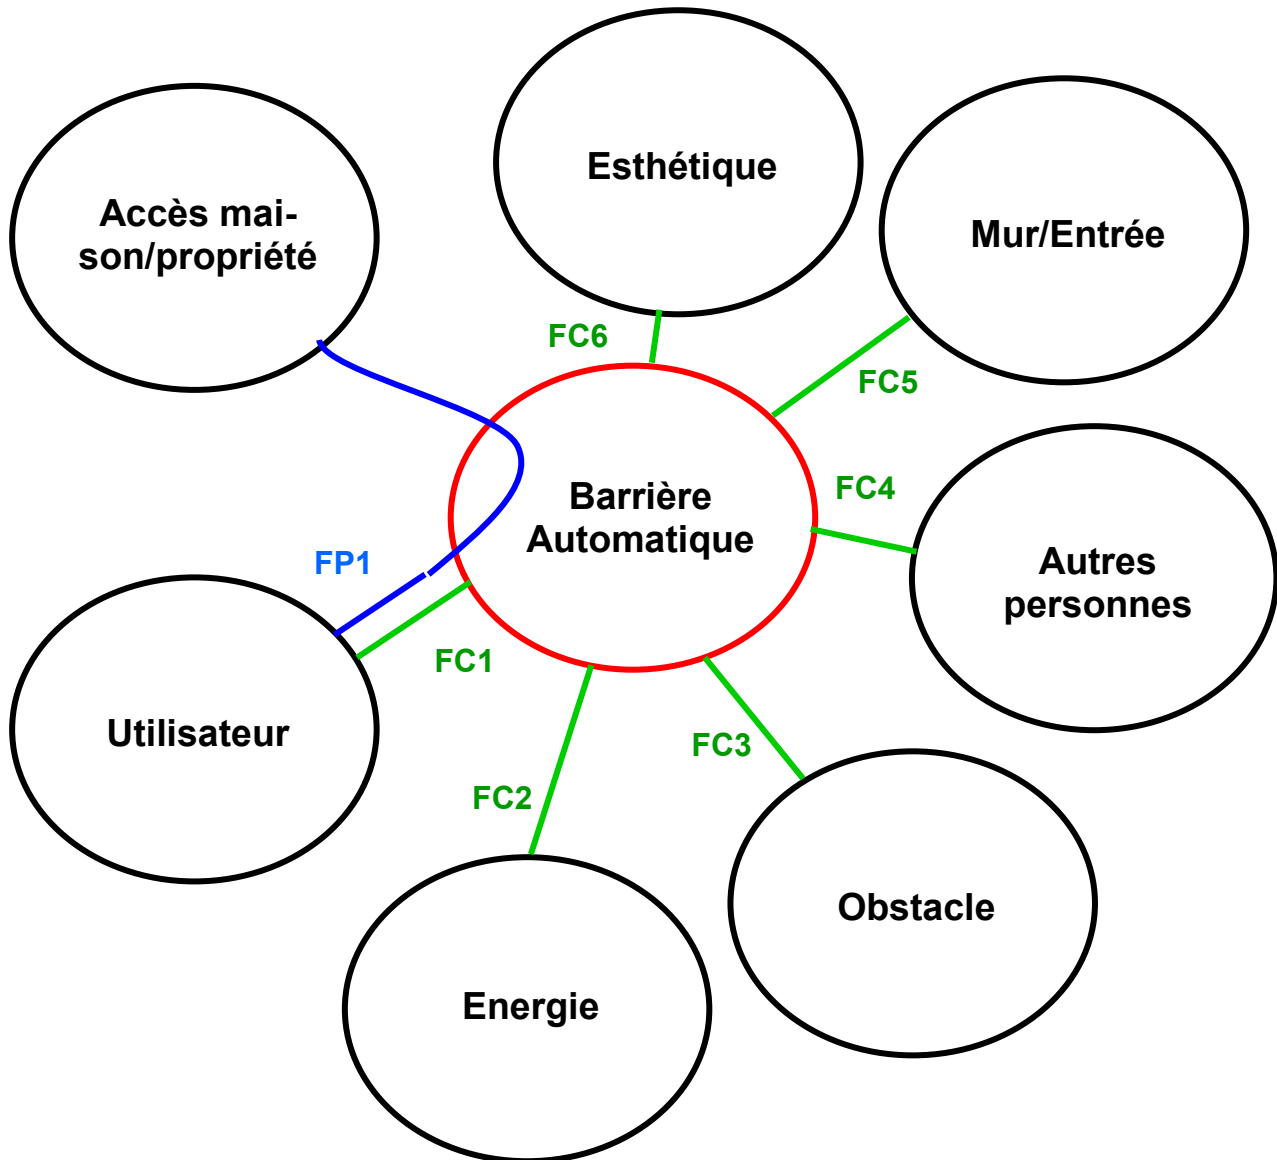 Esthétique
Accès mai-
son/propriété
Mur/Entrée
FC6
FC5
FC4
Barrière
Automatique
FP1
Autres
personnes
FC1
Utilisateur
FC3
FC2
Obstacle
Energie